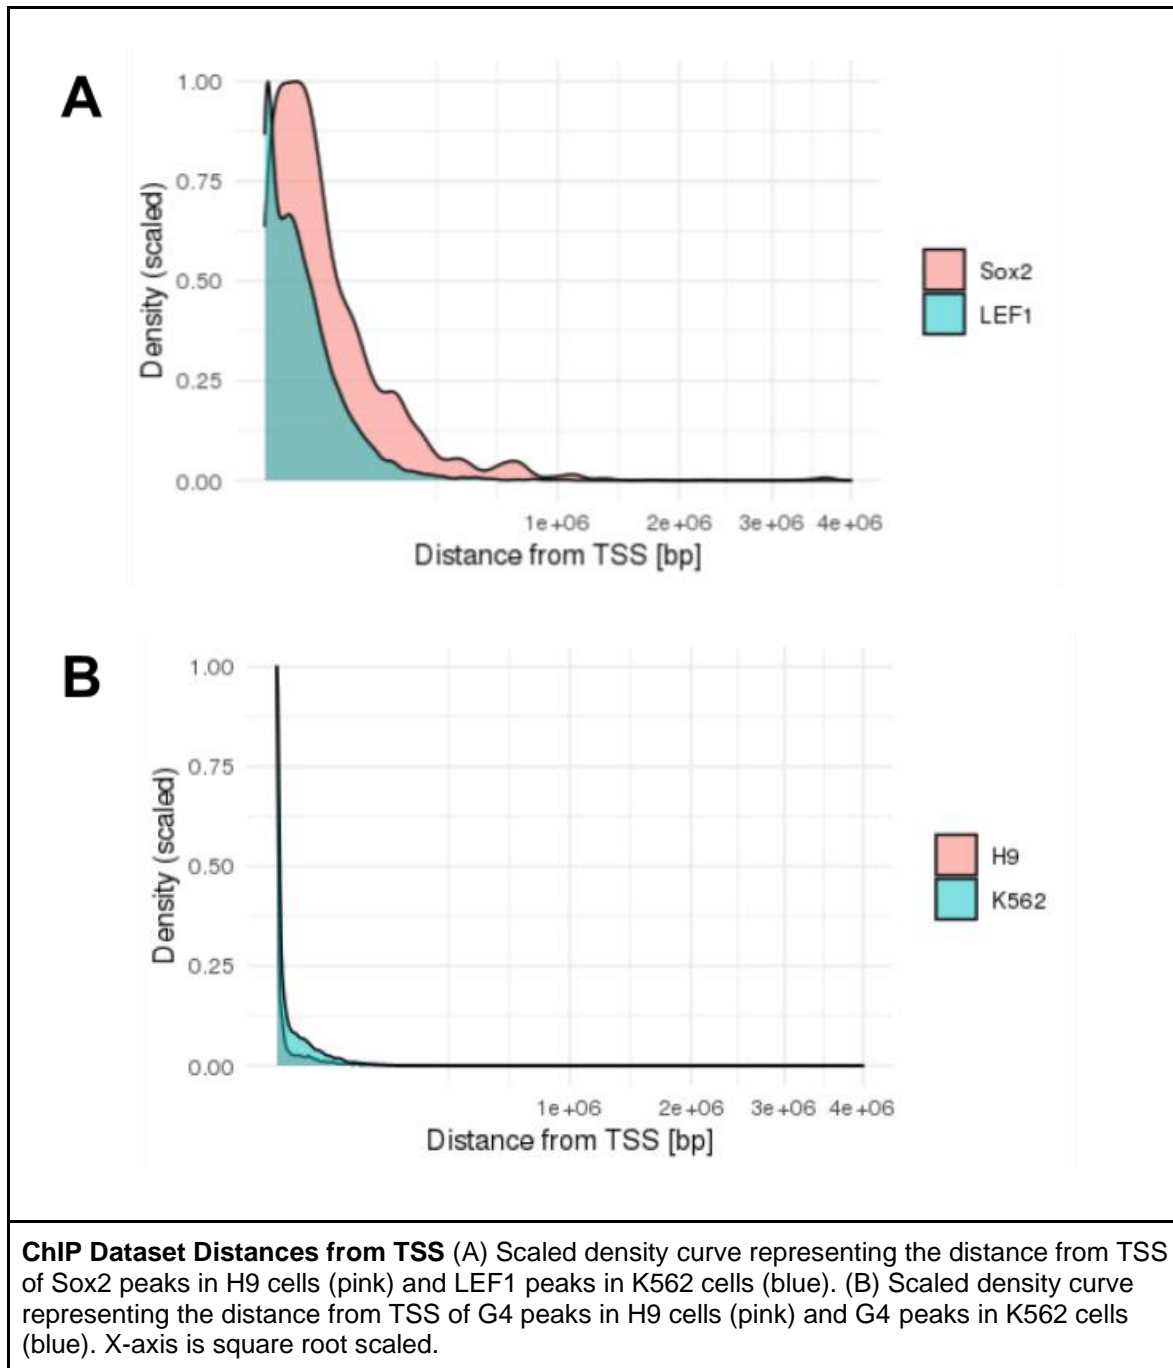 A
1.00
0.75
0.50
0.25
0.00
Density (scaled)
1e+06 2e+06 3e+06 4e+06
Distance from TSS [bp]
Sox2
LEF1
B
1.00
0.75
0.50
0.25
0.00
Density (scaled)
1e+06 2e+06 3e+06 4e+06
Distance from TSS [bp]
H9
K562
ChIP Dataset Distances from TSS (A) Scaled density curve representing the distance from TSS
of Sox2 peaks in H9 cells (pink) and LEF1 peaks in K562 cells (blue). (B) Scaled density curve
representing the distance from TSS of G4 peaks in H9 cells (pink) and G4 peaks in K562 cells
(blue). X-axis is square root scaled.